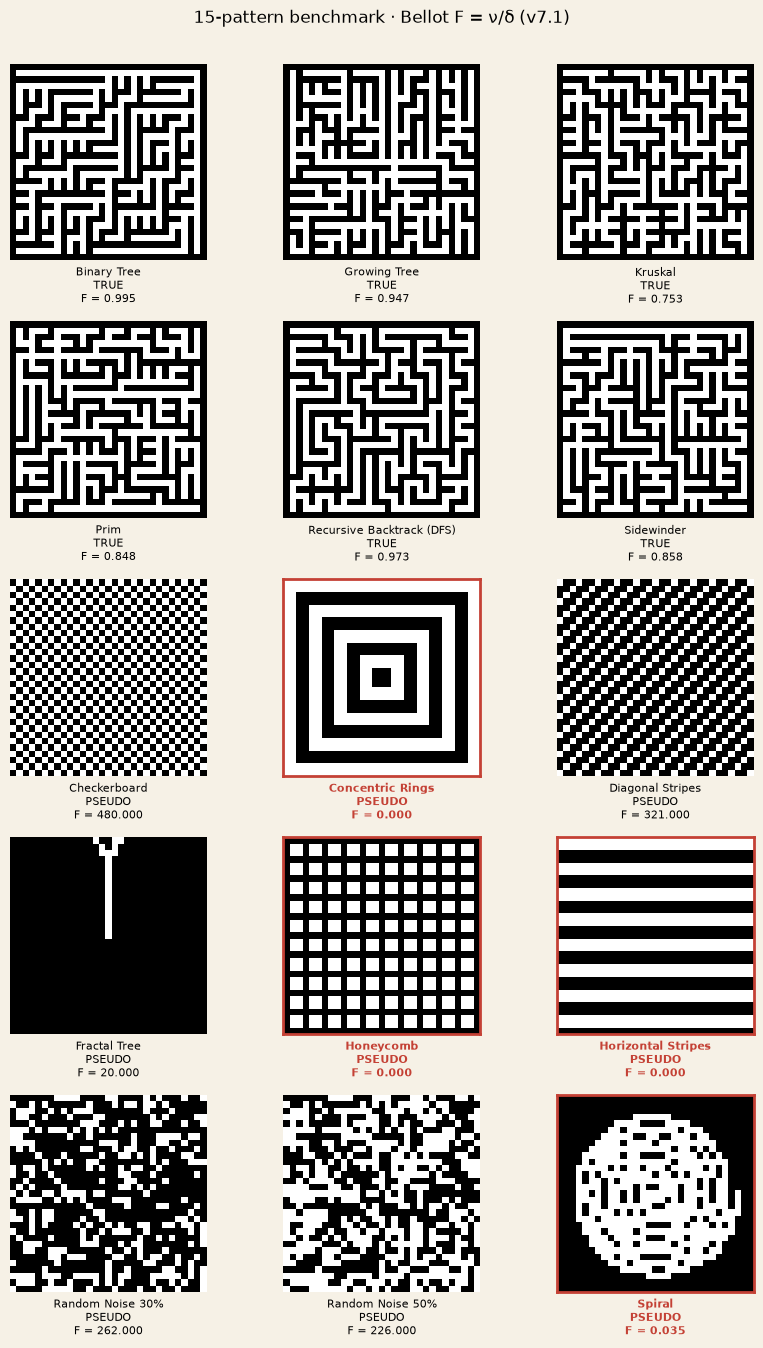 15-pattern benchmark · Bellot F = ν/δ (v7.1)
Binary Tree
TRUE
F = 0.995
Growing Tree
TRUE
F = 0.947
Kruskal
TRUE
F = 0.753
Prim
TRUE
F = 0.848
Recursive Backtrack (DFS)
TRUE
F = 0.973
Sidewinder
TRUE
F = 0.858
Checkerboard
PSEUDO
F = 480.000
Concentric Rings
PSEUDO
F = 0.000
Diagonal Stripes
PSEUDO
F = 321.000
Fractal Tree
PSEUDO
F = 20.000
Honeycomb
PSEUDO
F = 0.000
Horizontal Stripes
PSEUDO
F = 0.000
Random Noise 30%
PSEUDO
F = 262.000
Random Noise 50%
PSEUDO
F = 226.000
Spiral
PSEUDO
F = 0.035